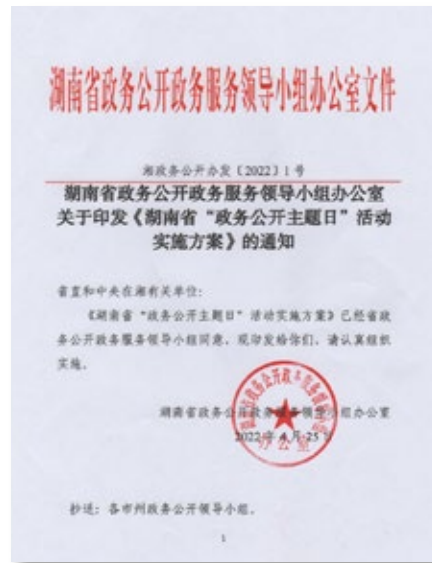 湖南省政务公开政务服务领导小组办公室文件
湘政务公开办发〔2022〕1号
湖南省政务公开政务服务领导小组办公室
关于印发《湖南省“政务公开主题日”活动
实施方案》的通知
省直和中央在湘有关单位:
《湖南省“政务公开主题日”活动实施方案》已经省政
务公开政务服务领导小组同意,现印发给你们,请认真组织
实施。
湖南省政务公开政务服务领导小组办公室
2022年4月25日
办公室
抄送:各市州政务公开领导小组。
1